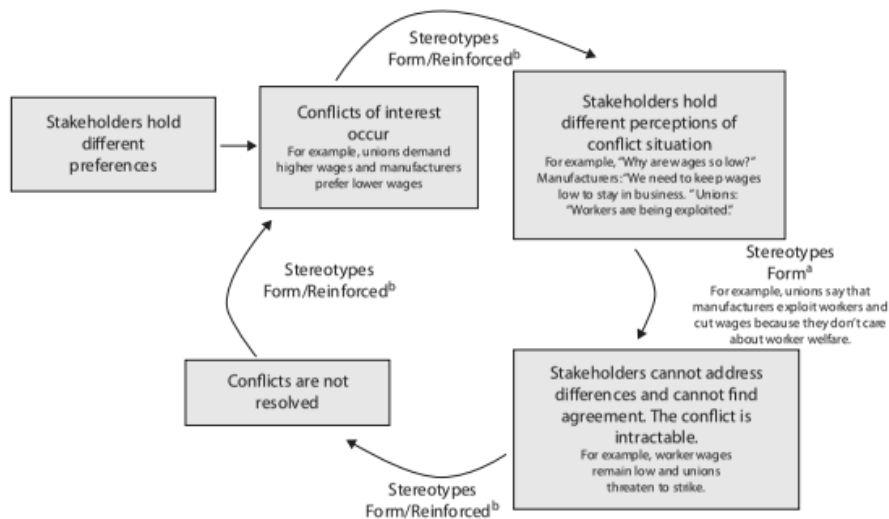 Stereotypes
Form/Reinforcedb
Stakeholders hold
different
preferences
Conflicts of interest
occur
For example, unions demand
higher wages and manufacturers
prefer lower wages
Stakeholders hold
different perceptions of
conflict situation
For example, “Why are wages so low?”
Manufacturers: “We need to keep wages
low to stay in business. ” Unions:
“Workers are being exploited.”
Stereotypes
Forma
For example, unions say that
manufacturers exploit workers and
cut wages because they don’t care
about worker welfare.
Stereotypes
Form/Reinforcedb
Conflicts are not
resolved
Stakeholders cannot address
differences and cannot find
agreement. The conflict is
intractable.
For example, worker wages
remain low and unions
threaten to strike.
Stereotypes
Form/Reinforcedb